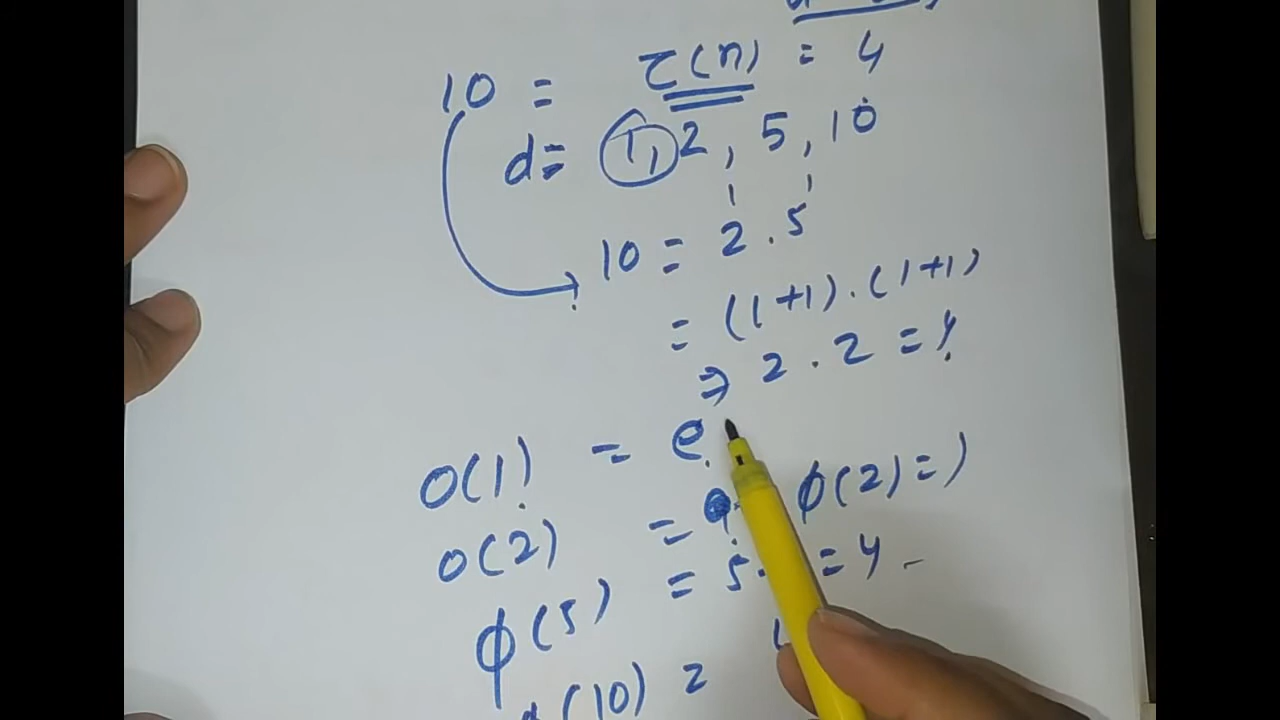 10 = τ(n) = 4
d= 1, 2, 5, 10
10 = 2 . 5
= (1+1) . (1+1)
⇒ 2 . 2 = 4
O(1) = e
O(2) = ϕ(2) = 1
ϕ(5) = 5- = 4
(10) =